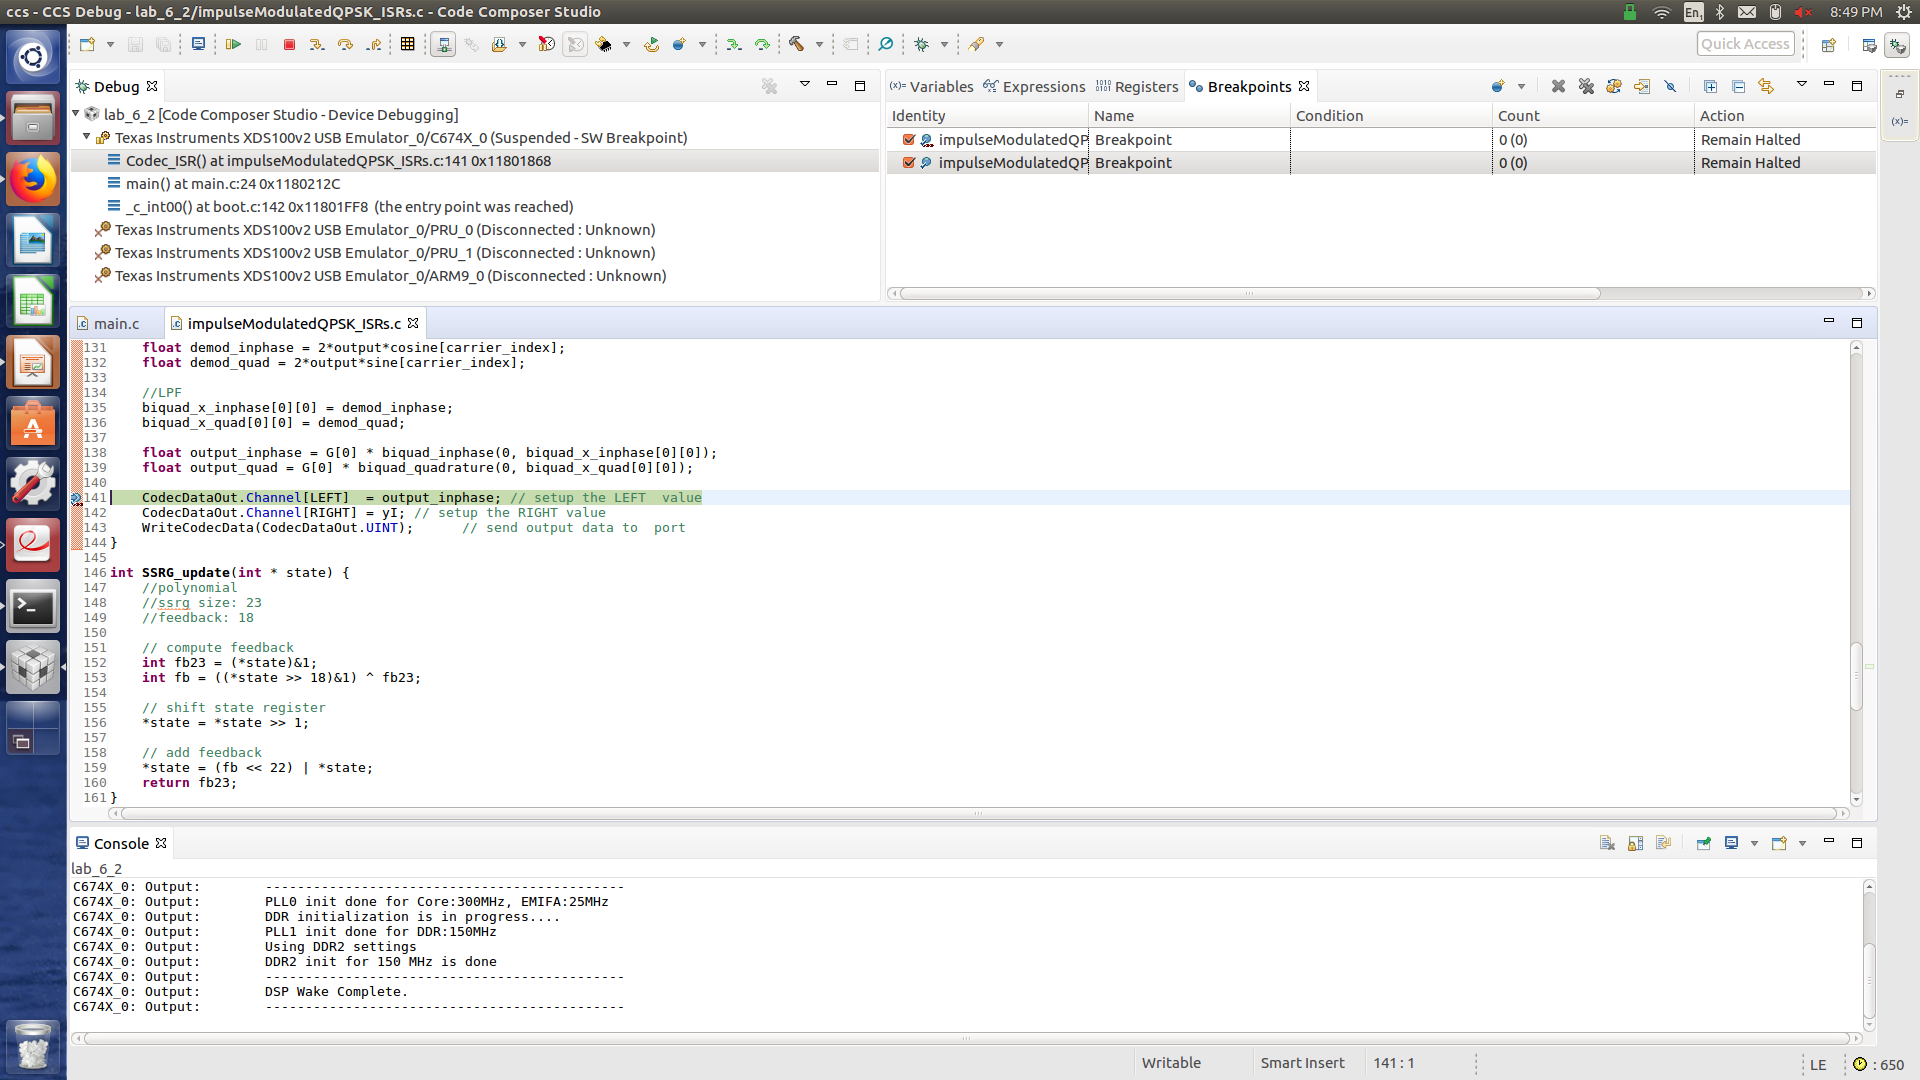 ccs - CCS Debug - lab_6_2/impulseModulatedQPSK_ISRs.c - Code Composer Studio
En1
8:49 PM
Quick Access
Debug
lab_6_2 [Code Composer Studio - Device Debugging]
Texas Instruments XDS100v2 USB Emulator_0/C674X_0 (Suspended - SW Breakpoint)
Codec_ISR() at impulseModulatedQPSK_ISRs.c:141 0x11801868
main() at main.c:24 0x1180212C
_c_int00() at boot.c:142 0x11801FF8 (the entry point was reached)
Texas Instruments XDS100v2 USB Emulator_0/PRU_0 (Disconnected : Unknown)
Texas Instruments XDS100v2 USB Emulator_0/PRU_1 (Disconnected : Unknown)
Texas Instruments XDS100v2 USB Emulator_0/ARM9_0 (Disconnected : Unknown)
(x)= Variables Expressions 1010 0101 Registers Breakpoints
Identity Name Condition Count Action
impulseModulatedQP Breakpoint 0 (0) Remain Halted
impulseModulatedQP Breakpoint 0 (0) Remain Halted
(x)=
main.c impulseModulatedQPSK_ISRs.c
131 float demod_inphase = 2*output*cosine[carrier_index];
132 float demod_quad = 2*output*sine[carrier_index];
133
134 //LPF
135 biquad_x_inphase[0][0] = demod_inphase;
136 biquad_x_quad[0][0] = demod_quad;
137
138 float output_inphase = G[0] * biquad_inphase(0, biquad_x_inphase[0][0]);
139 float output_quad = G[0] * biquad_quadrature(0, biquad_x_quad[0][0]);
140
141 CodecDataOut.Channel[LEFT]  = output_inphase; // setup the LEFT  value
142 CodecDataOut.Channel[RIGHT] = yI; // setup the RIGHT value
143 WriteCodecData(CodecDataOut.UINT);      // send output data to  port
144 }
145
146 int SSRG_update(int * state) {
147 //polynomial
148 //ssrg size: 23
149 //feedback: 18
150
151 // compute feedback
152 int fb23 = (*state)&1;
153 int fb = ((*state >> 18)&1) ^ fb23;
154
155 // shift state register
156 *state = *state >> 1;
157
158 // add feedback
159 *state = (fb << 22) | *state;
160 return fb23;
161 }
Console
lab_6_2
C674X_0: Output: ---------------------------------------------
C674X_0: Output: PLL0 init done for Core:300MHz, EMIFA:25MHz
C674X_0: Output: DDR initialization is in progress....
C674X_0: Output: PLL1 init done for DDR:150MHz
C674X_0: Output: Using DDR2 settings
C674X_0: Output: DDR2 init for 150 MHz is done
C674X_0: Output: ---------------------------------------------
C674X_0: Output: DSP Wake Complete.
C674X_0: Output: ---------------------------------------------
Writable Smart Insert 141 : 1 LE : 650